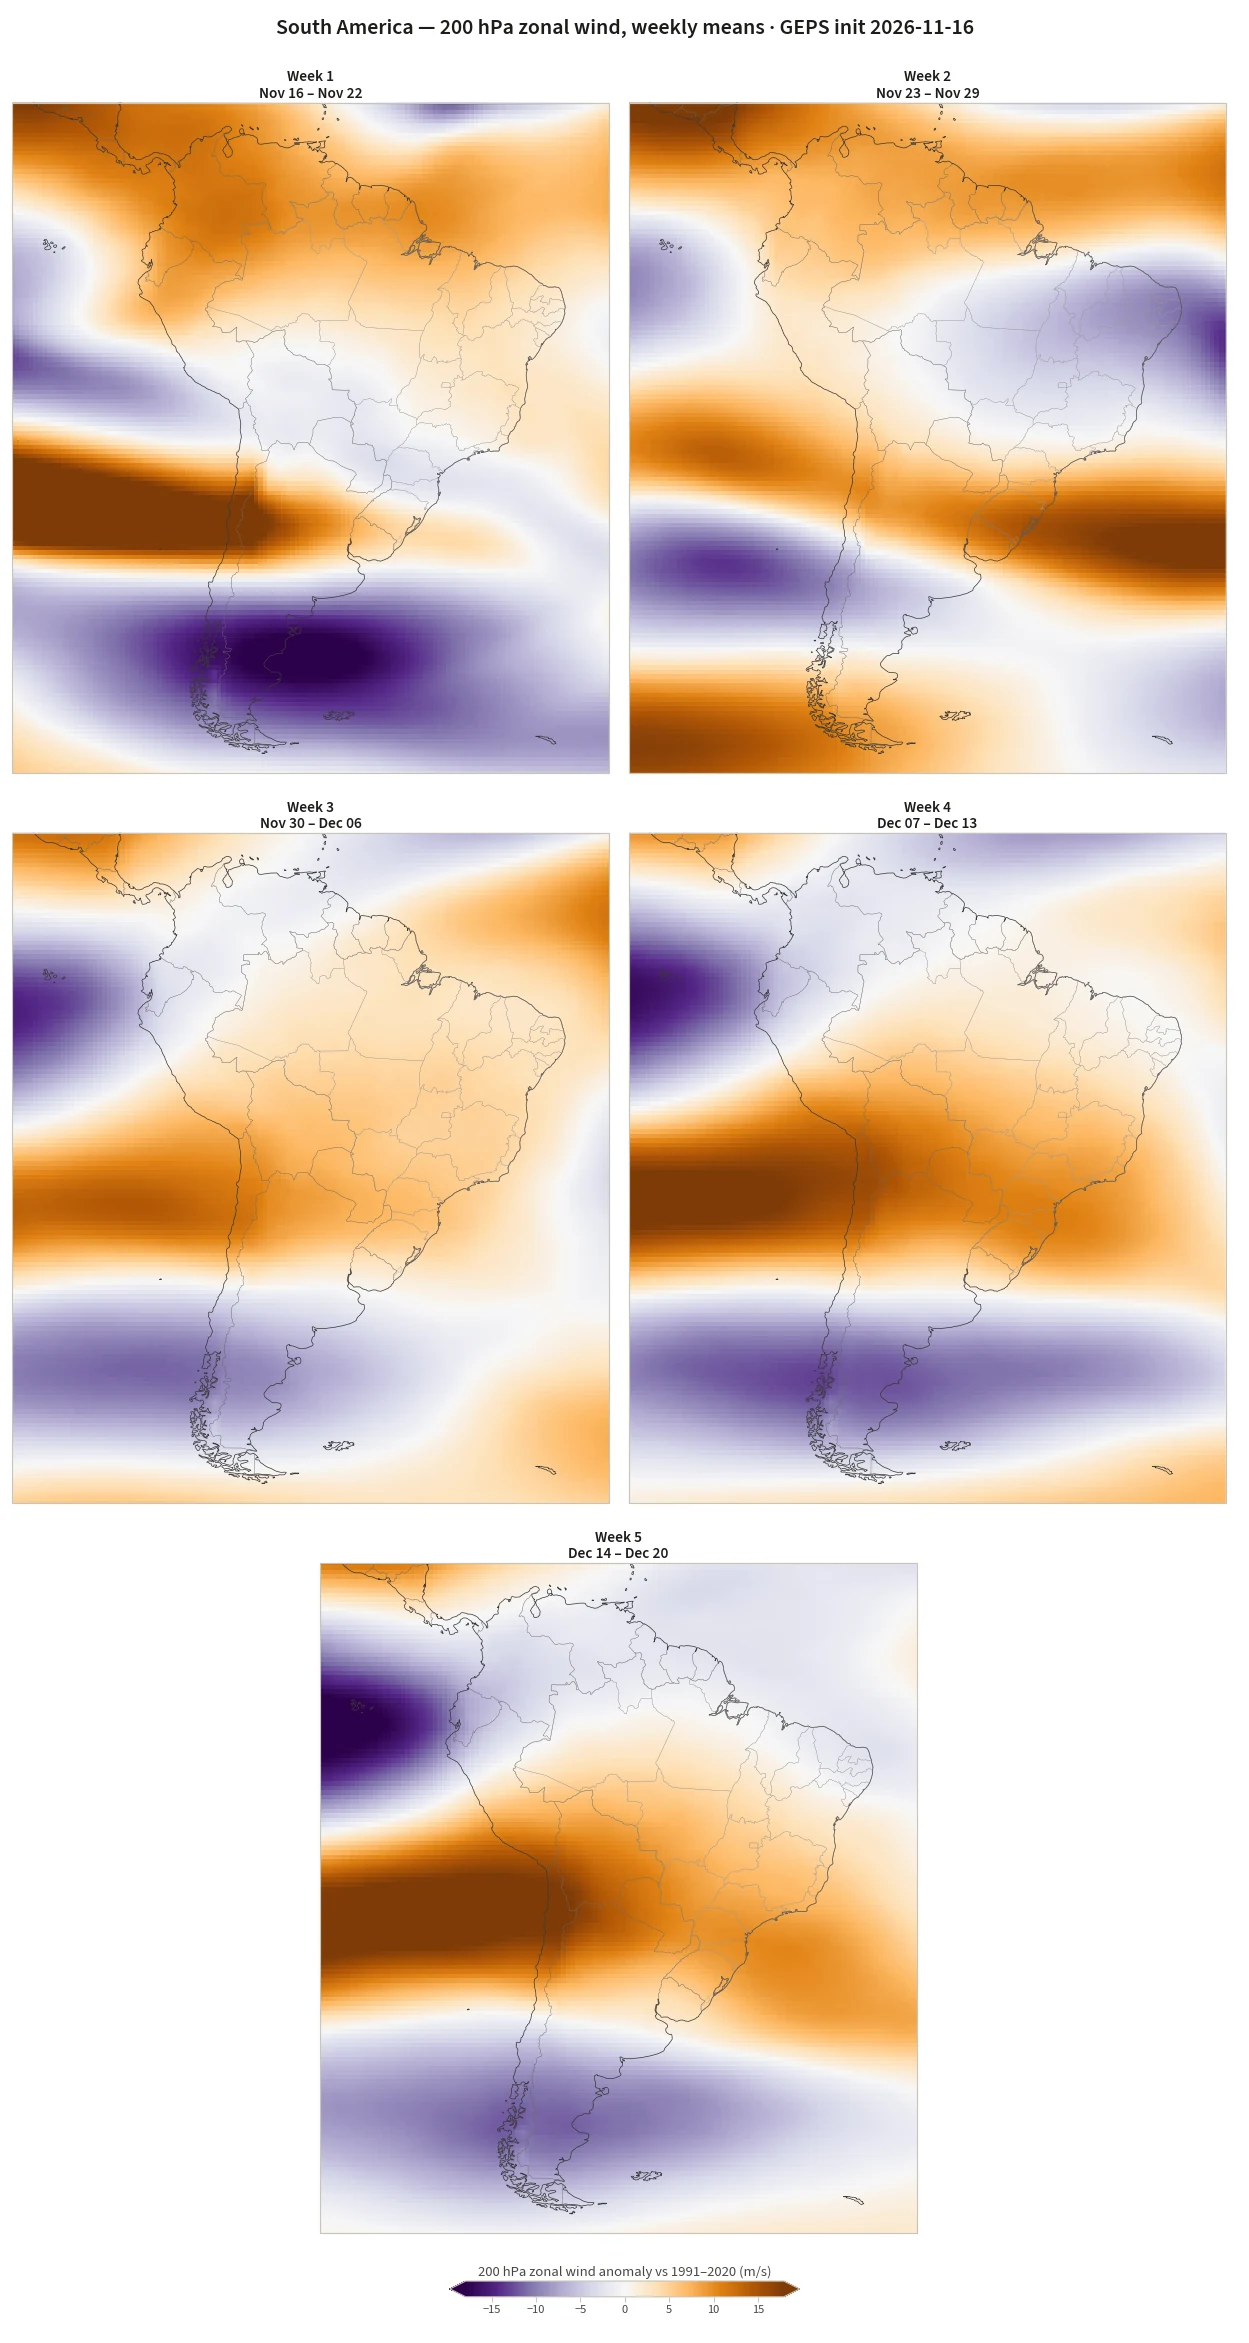 South America — 200 hPa zonal wind, weekly means · GEPS init 2026-11-16
Week 1
Nov 16 – Nov 22
Week 2
Nov 23 – Nov 29
Week 3
Nov 30 – Dec 06
Week 4
Dec 07 – Dec 13
Week 5
Dec 14 – Dec 20
200 hPa zonal wind anomaly vs 1991–2020 (m/s)
−15 −10 −5 0 5 10 15